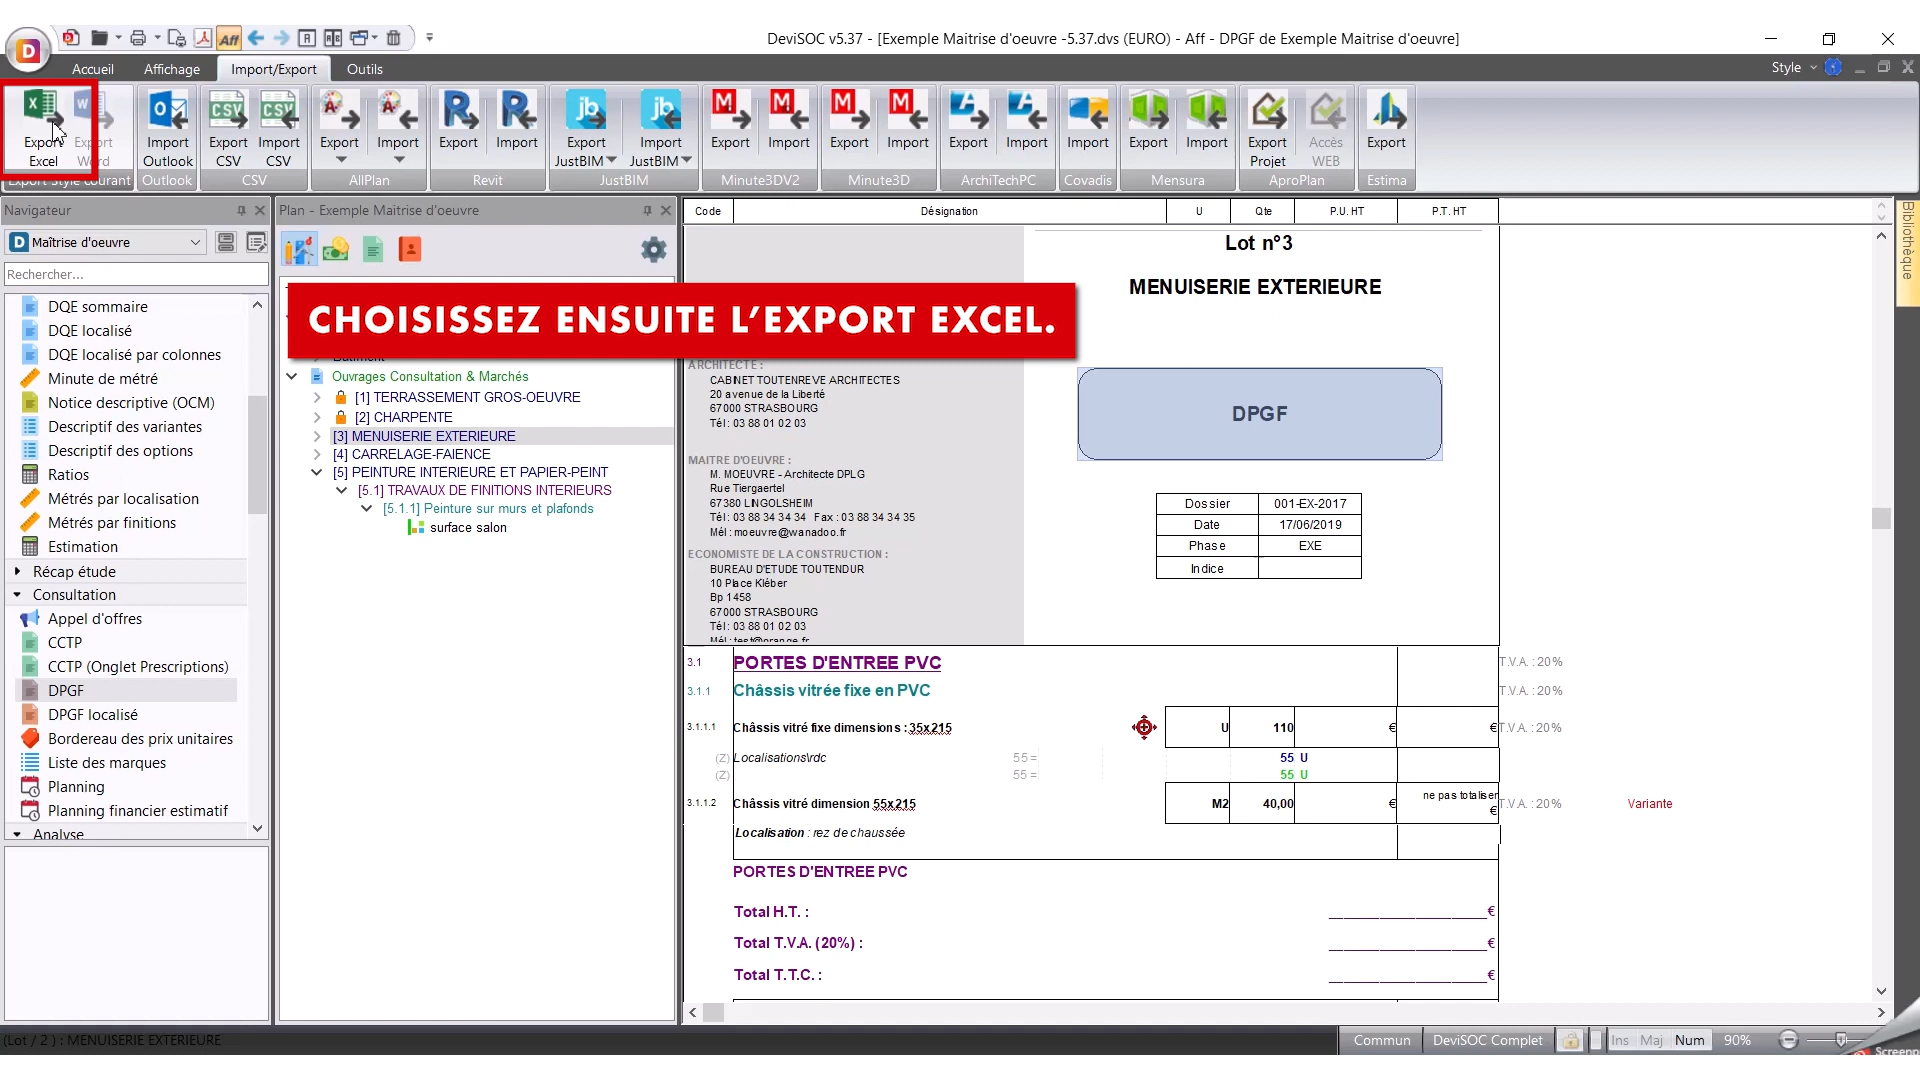 DeviSOC v5.37 - [Exemple Maitrise d'oeuvre -5.37.dvs (EURO) - Aff - DPGF de Exemple Maitrise d'oeuvre]
Aff
Accueil Affichage Import/Export Outils Style
Export Excel
Export Word
Import Outlook
Export CSV
Import CSV
Export
Import
Export
Import
Export JustBIM
Import JustBIM
Export
Import
Export
Import
Export
Import
Import
Export
Import
Export Projet
Accès WEB
Export
Export Style courant Outlook CSV AllPlan Revit JustBIM Minute3DV2 Minute3D ArchiTechPC Covadis Mensura AproPlan Estima
Navigateur
Maîtrise d'oeuvre
Rechercher...
DQE sommaire
DQE localisé
DQE localisé par colonnes
Minute de métré
Notice descriptive (OCM)
Descriptif des variantes
Descriptif des options
Ratios
Métrés par localisation
Métrés par finitions
Estimation
Récap étude
Consultation
Appel d'offres
CCTP
CCTP (Onglet Prescriptions)
DPGF
DPGF localisé
Bordereau des prix unitaires
Liste des marques
Planning
Planning financier estimatif
Analyse
Plan - Exemple Maitrise d'oeuvre
CHOISISSEZ ENSUITE L'EXPORT EXCEL.
Bâtiment
Ouvrages Consultation & Marchés
[1] TERRASSEMENT GROS-OEUVRE
[2] CHARPENTE
[3] MENUISERIE EXTERIEURE
[4] CARRELAGE-FAIENCE
[5] PEINTURE INTERIEURE ET PAPIER-PEINT
[5.1] TRAVAUX DE FINITIONS INTERIEURS
[5.1.1] Peinture sur murs et plafonds
surface salon
Code Désignation U Qte P.U. HT P.T. HT
Lot n°3
MENUISERIE EXTERIEURE
ARCHITECTE :
CABINET TOUTENREVE ARCHITECTES
20 avenue de la Liberté
67000 STRASBOURG
Tél : 03 88 01 02 03
MAITRE D'OEUVRE :
M. MOEUVRE - Architecte DPLG
Rue Tiergaertel
67380 LINGOLSHEIM
Tél : 03 88 34 34 34 Fax : 03 88 34 34 35
Mél : moeuvre@wanadoo.fr
ECONOMISTE DE LA CONSTRUCTION :
BUREAU D'ETUDE TOUTENDUR
10 Place Kléber
Bp 1458
67000 STRASBOURG
Tél : 03 88 01 02 03
Mél : test@orange.fr
DPGF
Dossier 001-EX-2017
Date 17/06/2019
Phase EXE
Indice
3.1 PORTES D'ENTREE PVC T.V.A. : 20%
3.1.1 Châssis vitrée fixe en PVC T.V.A. : 20%
3.1.1.1 Châssis vitré fixe dimensions : 35x215 U 110 € € T.V.A. : 20%
(Z) Localisations\rdc 55 = 55 U
(Z) 55 = 55 U
3.1.1.2 Châssis vitré dimension 55x215 M2 40,00 € ne pas totaliser € T.V.A. : 20% Variante
Localisation : rez de chaussée
PORTES D'ENTREE PVC
Total H.T. : €
Total T.V.A. (20%) : €
Total T.T.C. : €
Bibliothèque
(Lot / 2 ) : MENUISERIE EXTERIEURE
Commun DeviSOC Complet Ins Maj Num 90%